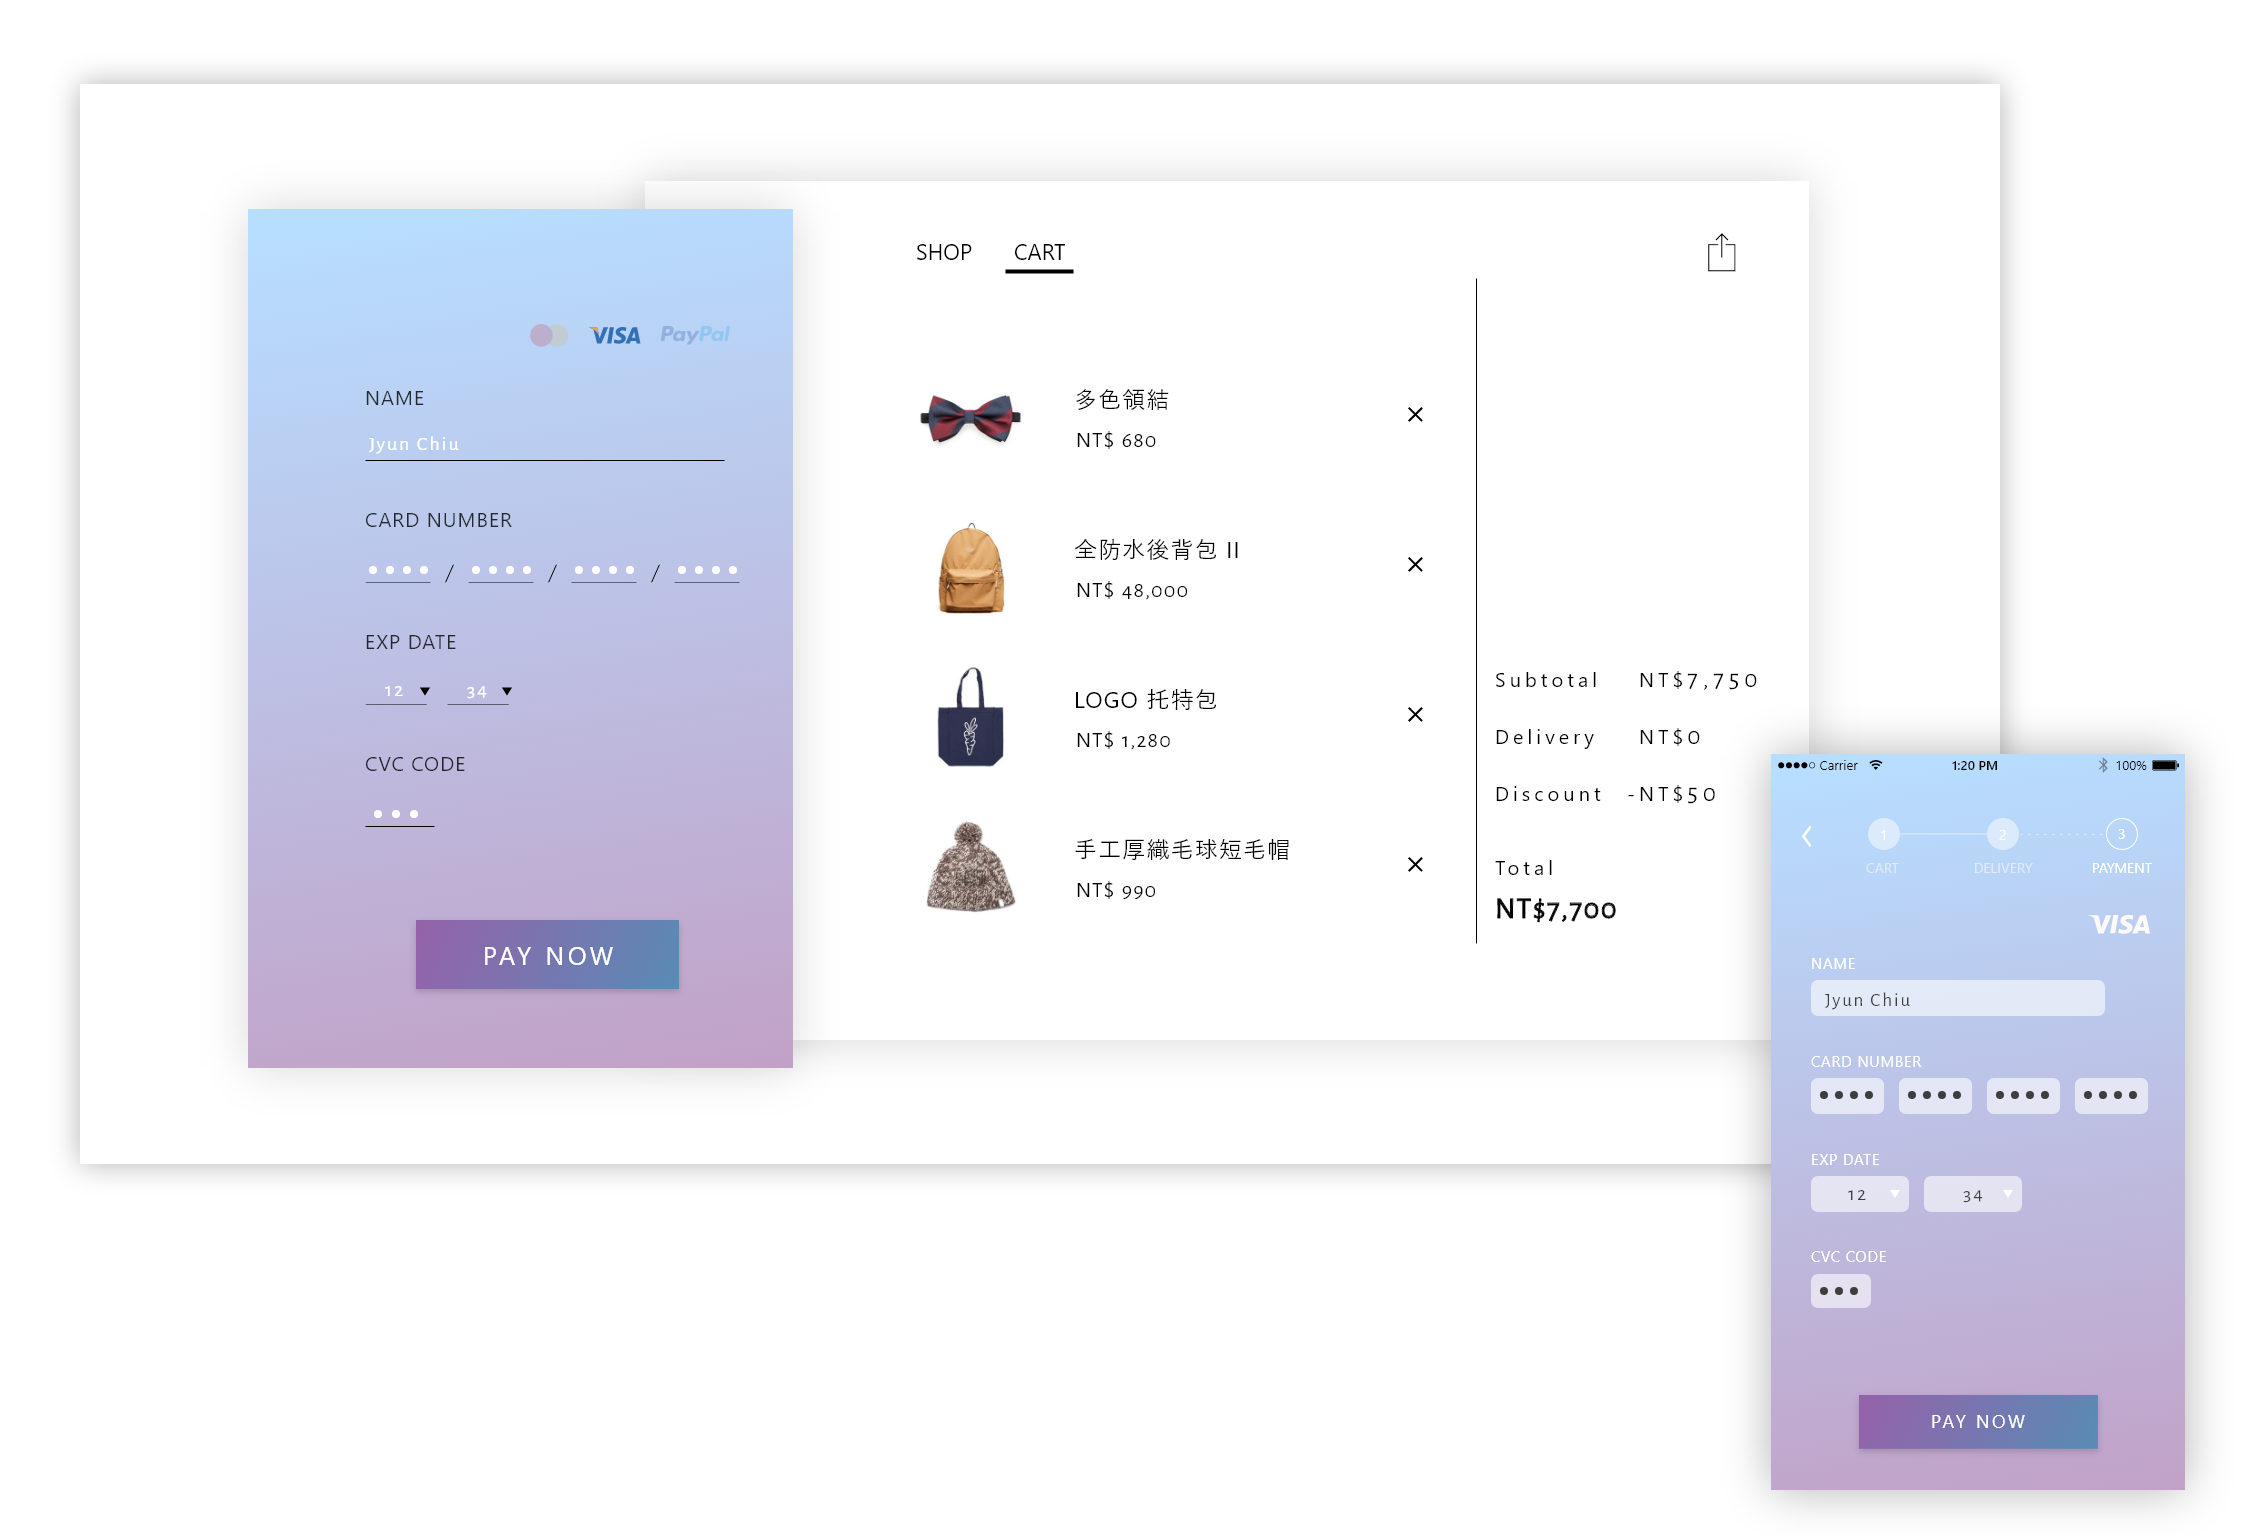 SHOP CART
VISA PayPal
NAME
Jyun Chiu
CARD NUMBER
/ / /
EXP DATE
12 34
CVC CODE
PAY NOW
多色領結
NT$ 680
全防水後背包 II
NT$ 48,000
LOGO 托特包
NT$ 1,280
手工厚織毛球短毛帽
NT$ 990
Subtotal NT$7,750
Delivery NT$0
Discount -NT$50
Total
NT$7,700
Carrier 1:20 PM 100%
1 2 3
CART DELIVERY PAYMENT
VISA
NAME
Jyun Chiu
CARD NUMBER
EXP DATE
12 34
CVC CODE
PAY NOW